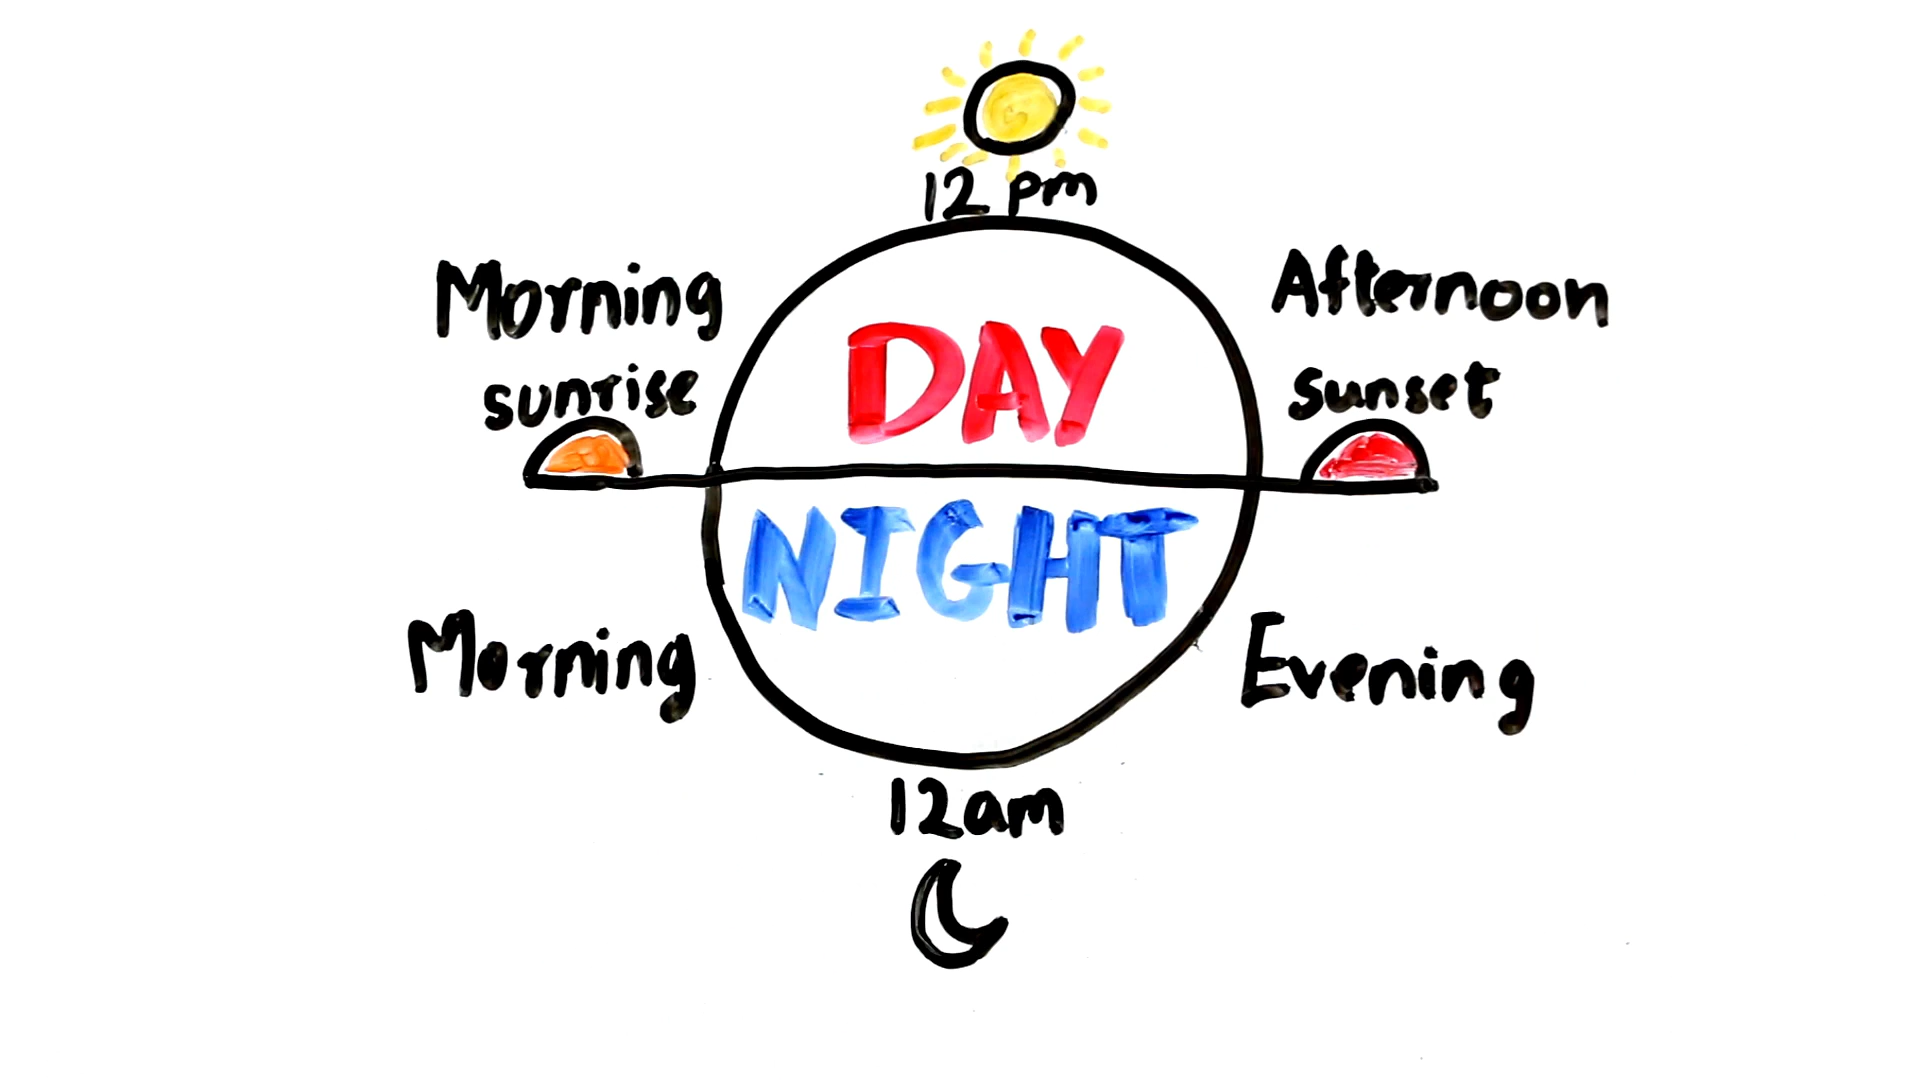 12 pm
Morning
Afternoon
sunrise
sunset
DAY
NIGHT
Morning
Evening
12am